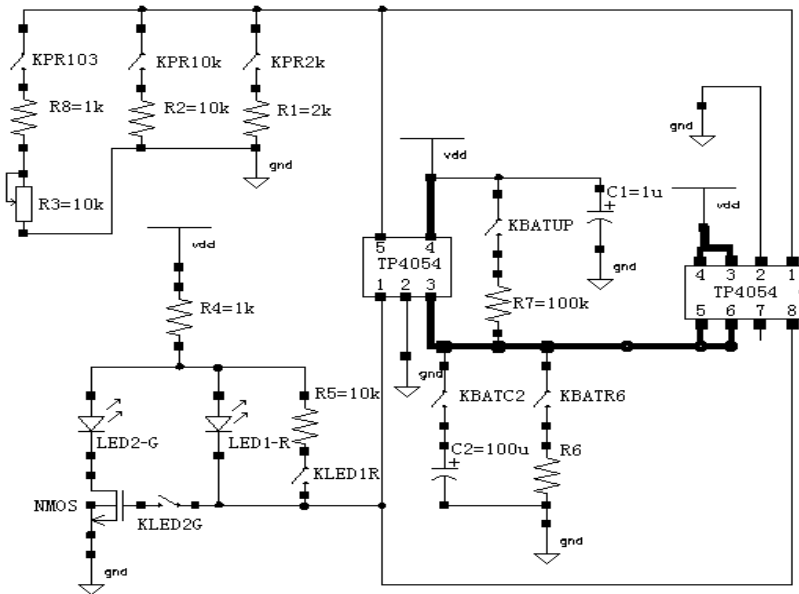 KPR103
KPR10k
KPR2k
R8=1k
R2=10k
R1=2k
gnd
gnd
vdd
C1=1u
vdd
R3=10k
KBATUP
5 4
TP4054
1 2 3
gnd
4 3 2 1
TP4054
5 6 7 8
vdd
R4=1k
R7=100k
gnd
R5=10k
KBATC2
KBATR6
LED2-G
LED1-R
C2=100u
R6
KLED1R
NMOS
KLED2G
gnd
gnd